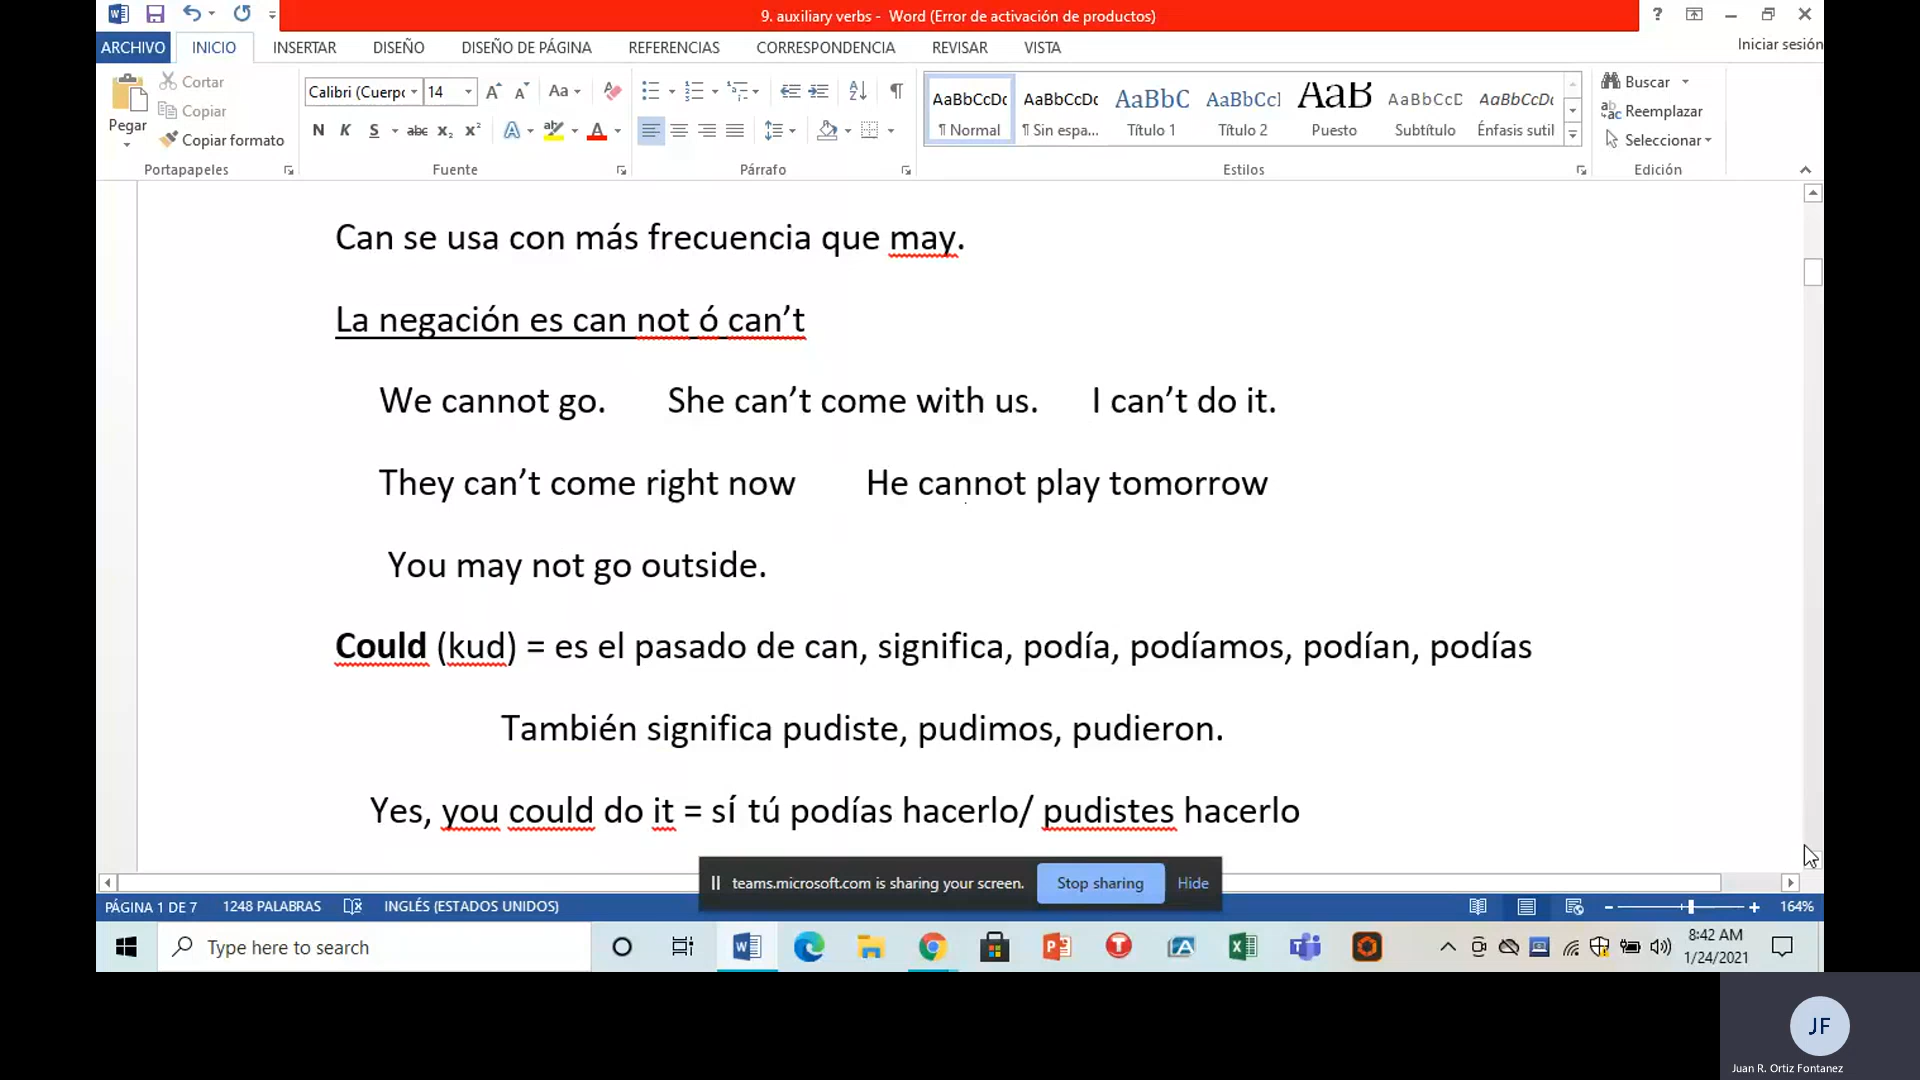 9. auxiliary verbs - Word (Error de activación de productos)
ARCHIVO INICIO INSERTAR DISEÑO DISEÑO DE PÁGINA REFERENCIAS CORRESPONDENCIA REVISAR VISTA Iniciar sesión
Pegar Cortar Copiar Copiar formato
Calibri (Cuerpo 14
N K S abc x₂ x² Aa
AaBbCcDc AaBbCcDc AaBbC AaBbCcI AaB AaBbCcD AaBbCcDc
¶ Normal ¶ Sin espa... Título 1 Título 2 Puesto Subtítulo Énfasis sutil
Buscar Reemplazar Seleccionar
Portapapeles Fuente Párrafo Estilos Edición
Can se usa con más frecuencia que may.
La negación es can not ó can’t
We cannot go. She can’t come with us. I can’t do it.
They can’t come right now He cannot play tomorrow
You may not go outside.
Could (kud) = es el pasado de can, significa, podía, podíamos, podían, podías
También significa pudiste, pudimos, pudieron.
Yes, you could do it = sí tú podías hacerlo/ pudistes hacerlo
teams.microsoft.com is sharing your screen. Stop sharing Hide
PÁGINA 1 DE 7 1248 PALABRAS INGLÉS (ESTADOS UNIDOS) 164%
Type here to search
8:42 AM
1/24/2021
JF
Juan R. Ortiz Fontanez